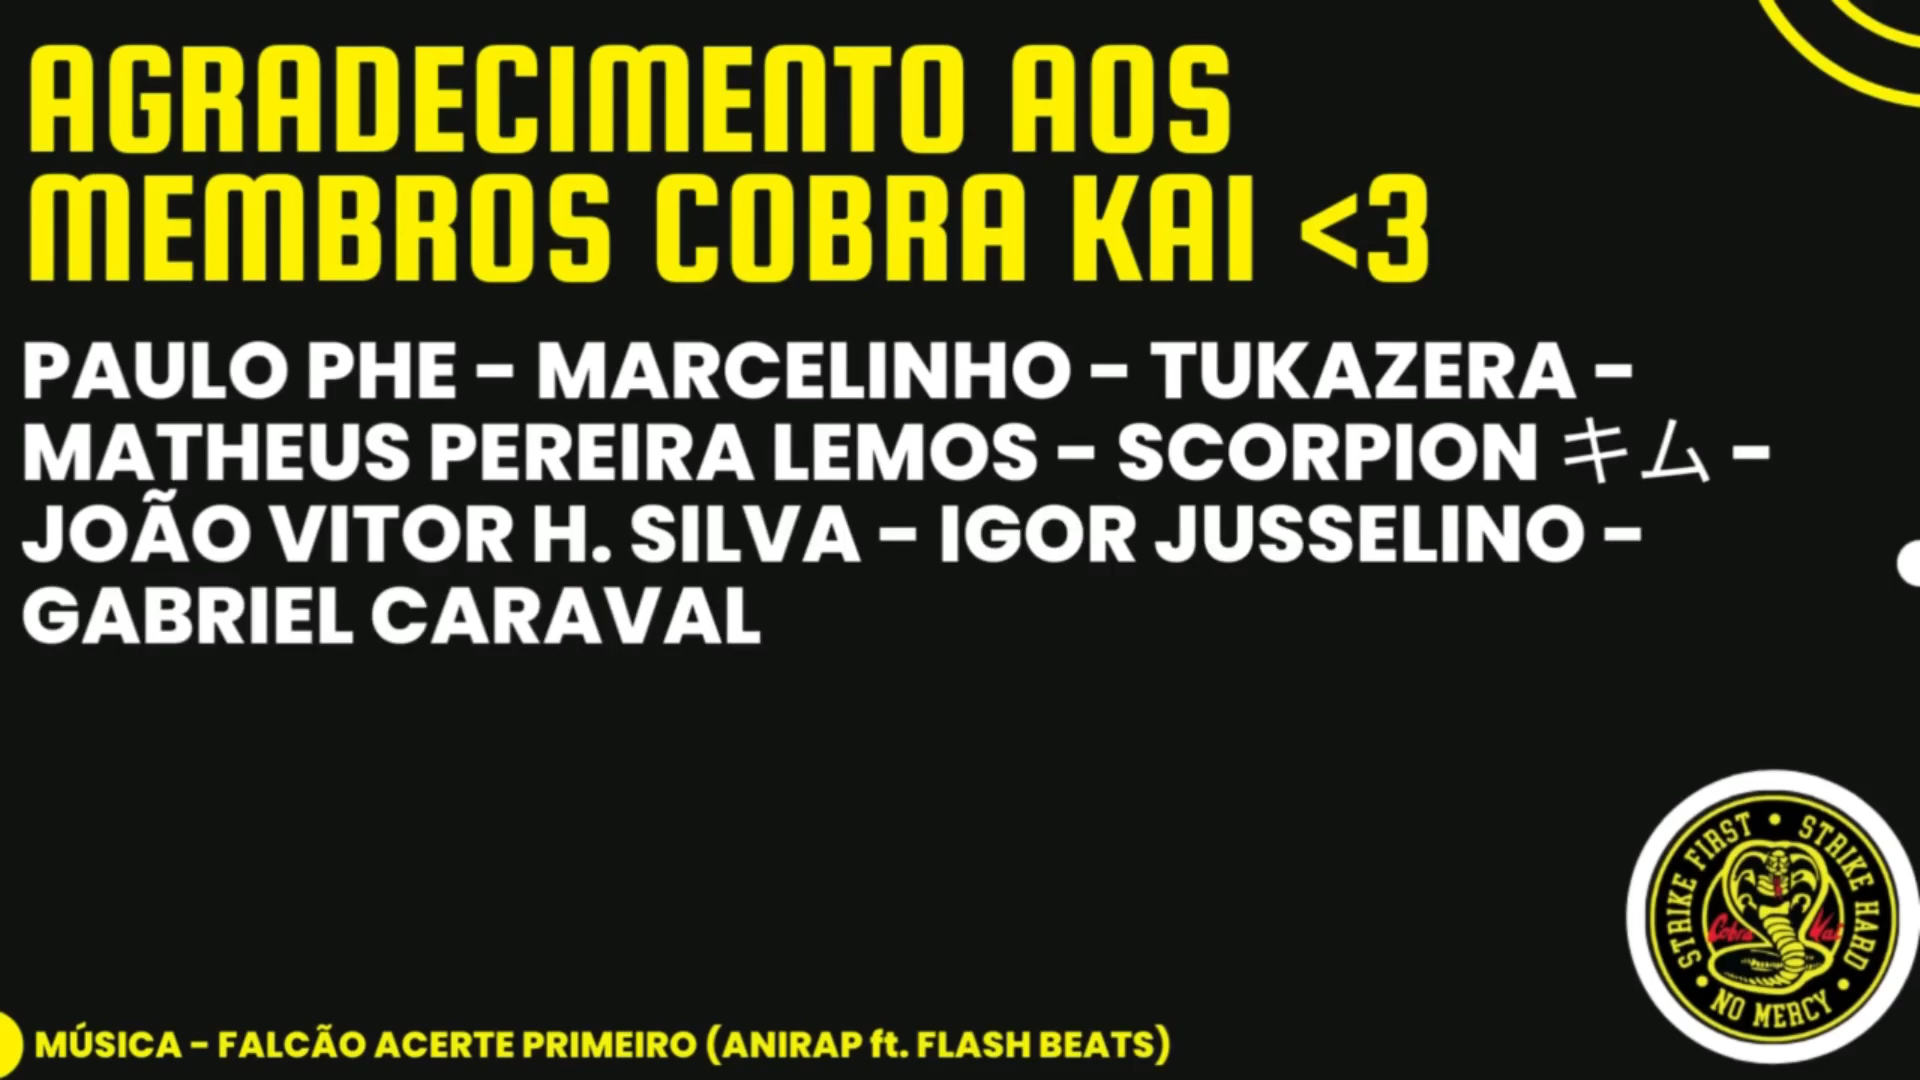 AGRADECIMENTO AOS
MEMBROS COBRA KAI <3
PAULO PHE - MARCELINHO - TUKAZERA -
MATHEUS PEREIRA LEMOS - SCORPION キム -
JOÃO VITOR H. SILVA - IGOR JUSSELINO -
GABRIEL CARAVAL
STRIKE FIRST • STRIKE HARD • NO MERCY •
Cobra Kai
MÚSICA - FALCÃO ACERTE PRIMEIRO (ANIRAP ft. FLASH BEATS)